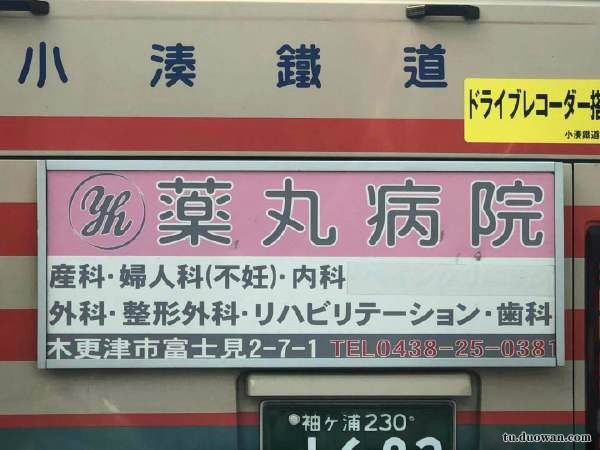 小湊鐵道
ドライブレコーダー搭
小湊鐵道
yh 薬丸病院
産科・婦人科(不妊)・内科
外科・整形外科・リハビリテーション・歯科
木更津市富士見2-7-1 TEL0438-25-0381
袖ケ浦230
tu.duowan.com